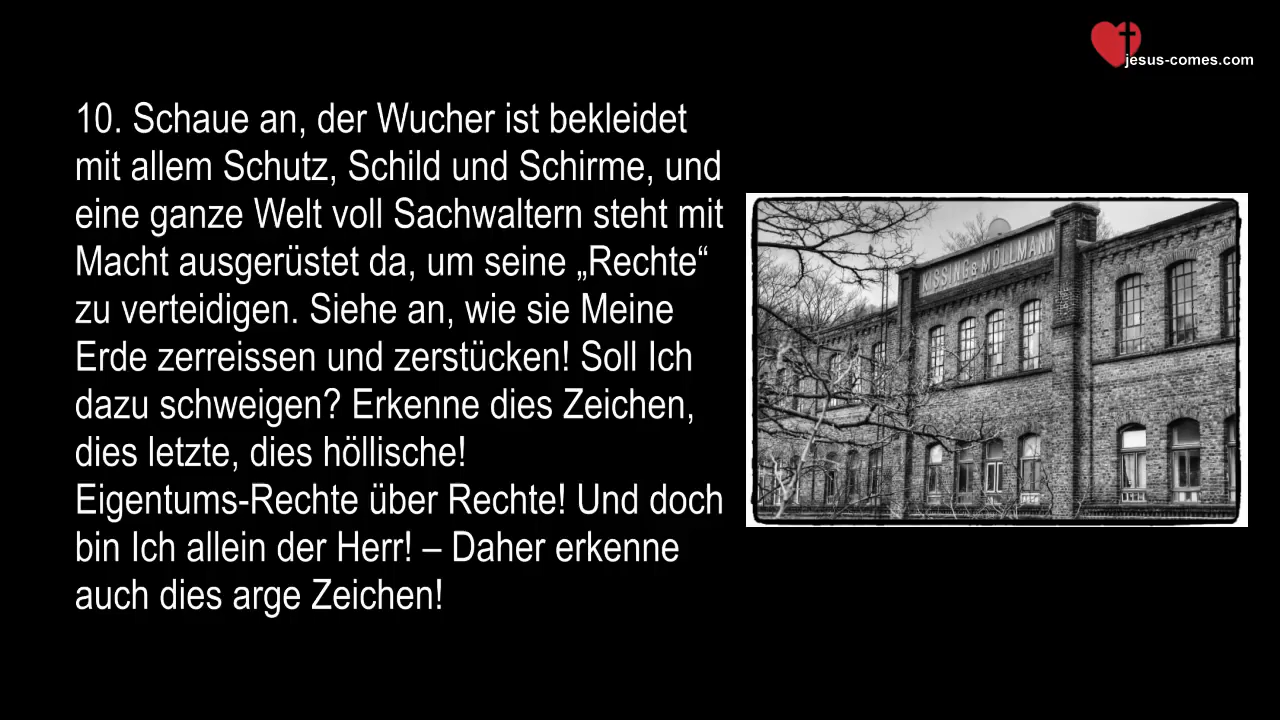 jesus-comes.com
10. Schaue an, der Wucher ist bekleidet
mit allem Schutz, Schild und Schirme, und
eine ganze Welt voll Sachwaltern steht mit
Macht ausgerüstet da, um seine „Rechte“
zu verteidigen. Siehe an, wie sie Meine
Erde zerreissen und zerstücken! Soll Ich
dazu schweigen? Erkenne dies Zeichen,
dies letzte, dies höllische!
Eigentums-Rechte über Rechte! Und doch
bin Ich allein der Herr! – Daher erkenne
auch dies arge Zeichen!
KISSING & MÖLLMANN